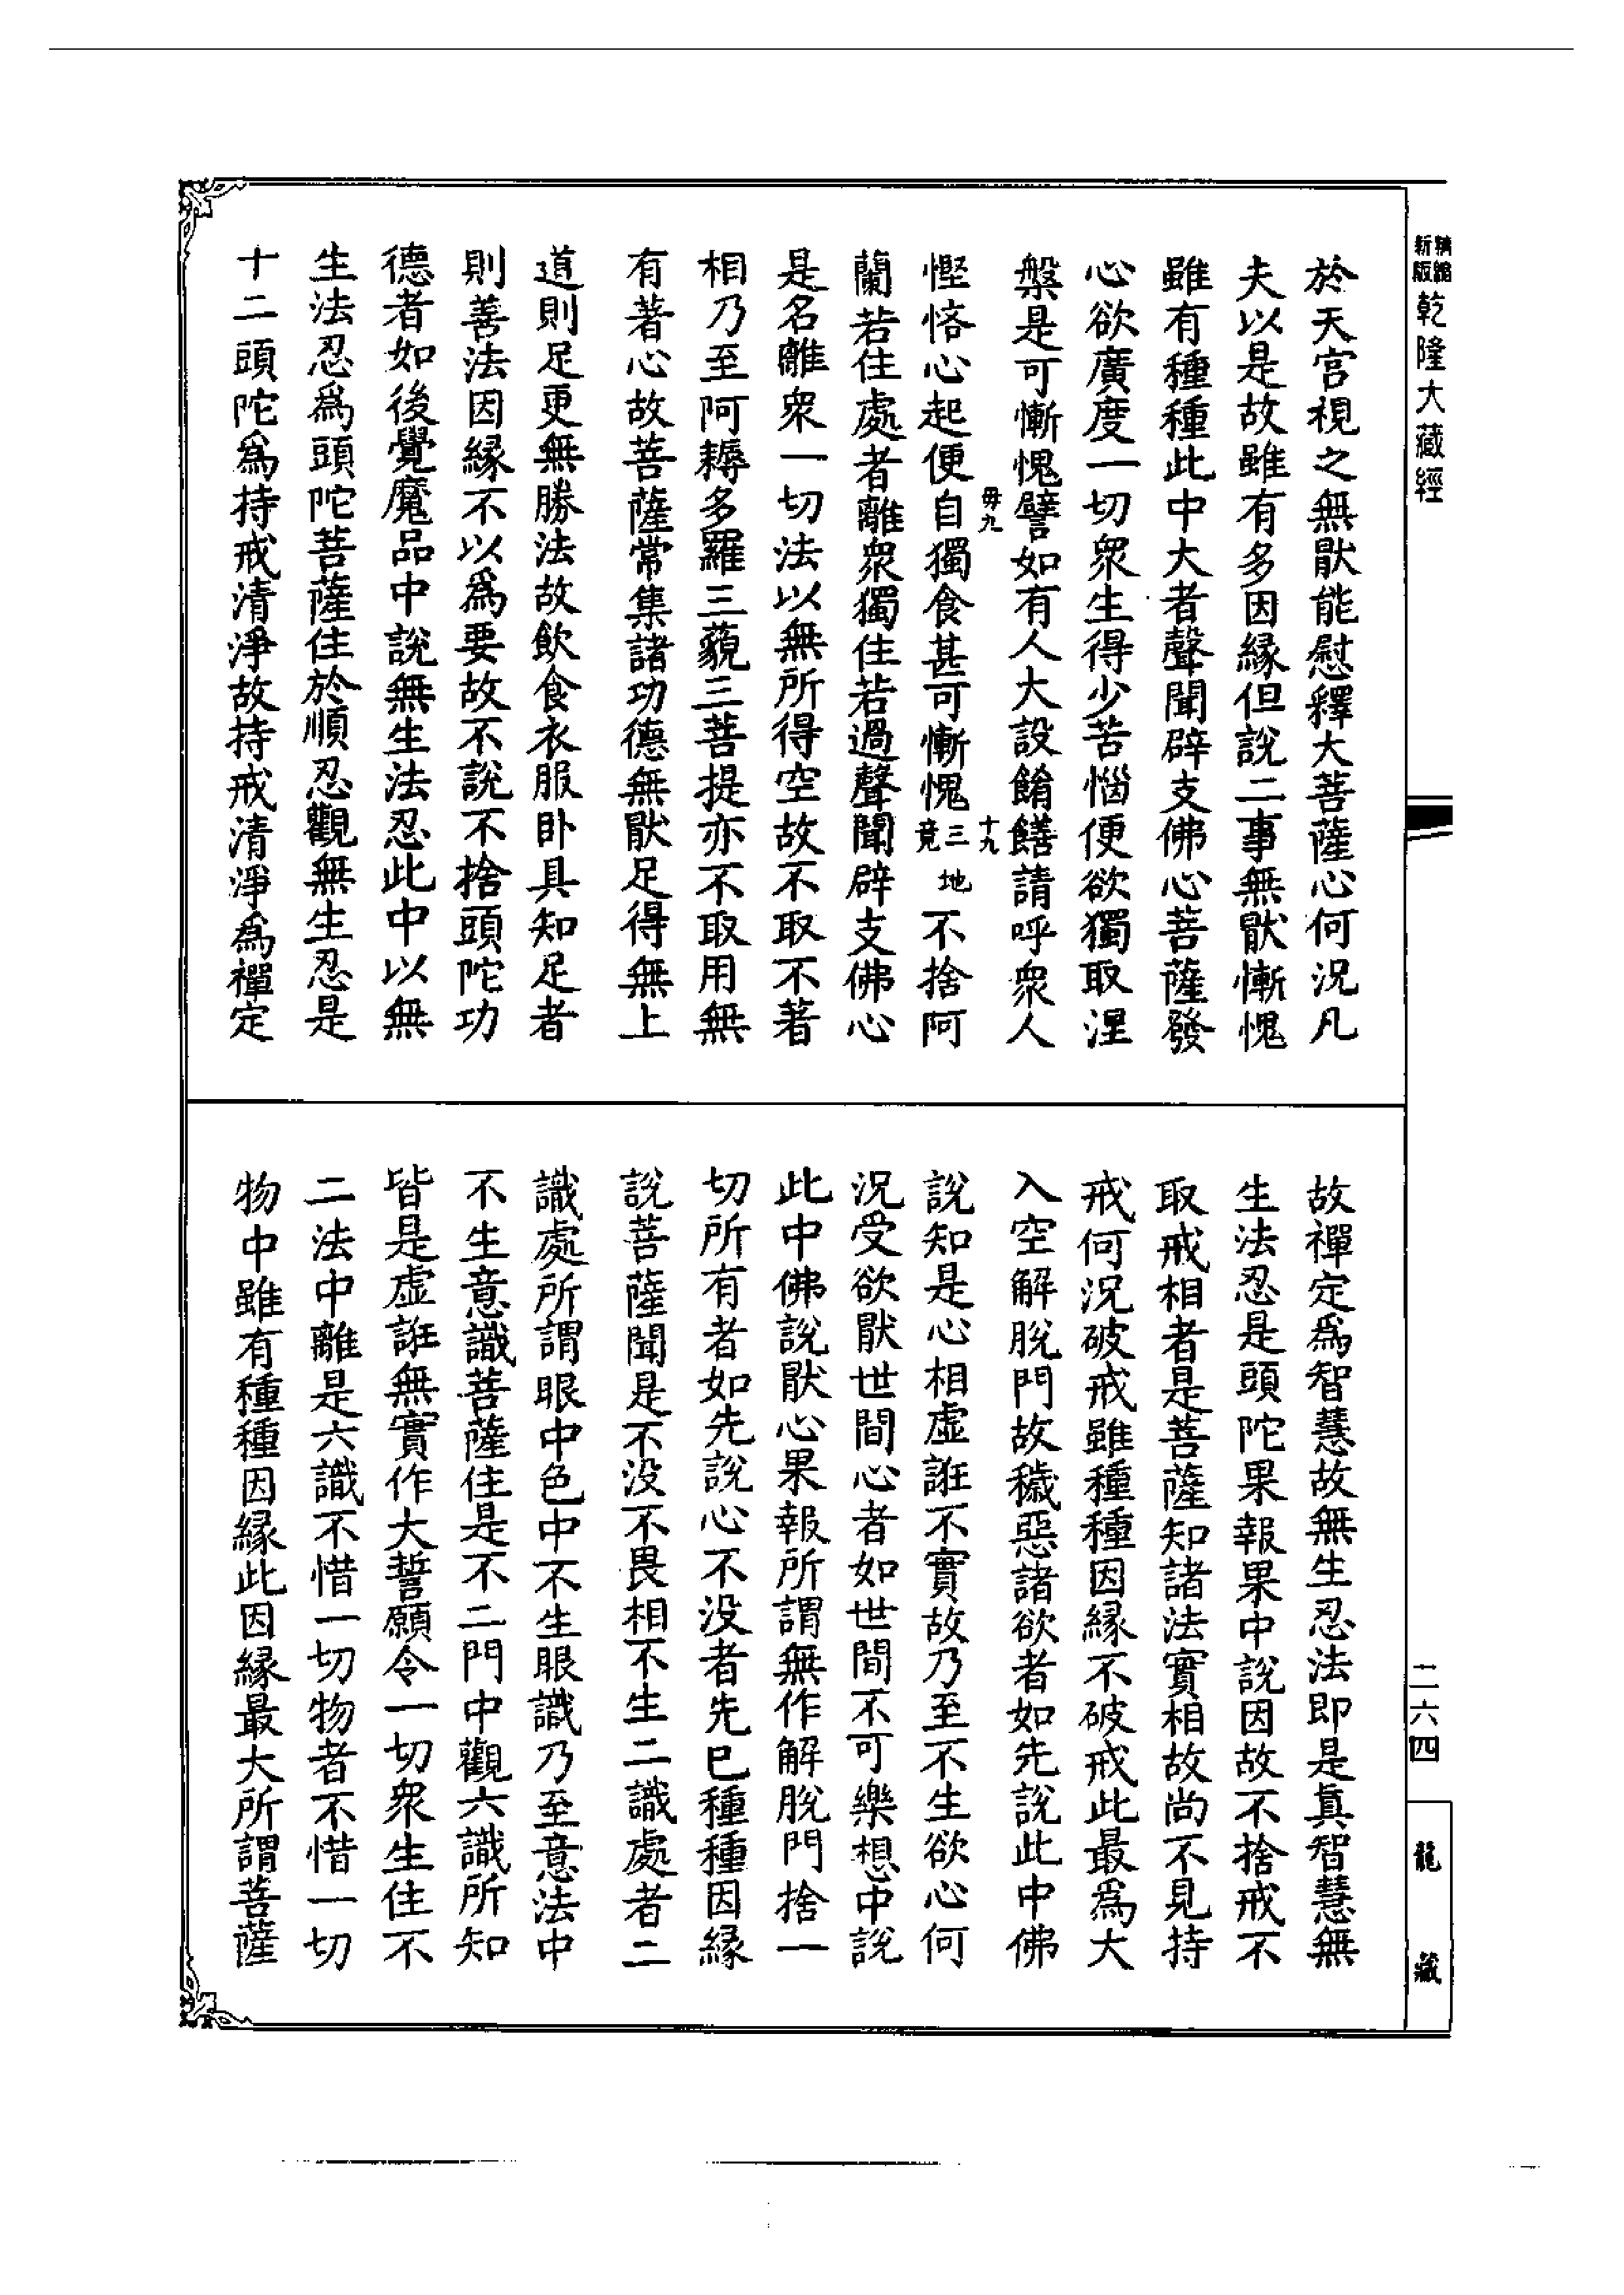 精縮新版乾隆大藏經
於天宮視之無猒能慰釋大菩薩心何況凡
夫以是故雖有多因緣但說二事無猒慚愧
雖有種種此中大者聲聞辟支佛心菩薩發
心欲廣度一切眾生得少苦惱便欲獨取涅
槃是可慚愧譬如有人大設餚饍請呼眾人
毋九
十九
慳悋心起便自獨食甚可慚愧三地竟不捨阿
蘭若住處者離眾獨住若過聲聞辟支佛心
是名離眾一切法以無所得空故不取不著
相乃至阿耨多羅三藐三菩提亦不取用無
有著心故菩薩常集諸功德無猒足得無上
道則足更無勝法故飲食衣服臥具知足者
則善法因緣不以為要故不說不捨頭陀功
德者如後覺魔品中說無生法忍此中以無
生法忍為頭陀菩薩住於順忍觀無生忍是
十二頭陀為持戒清淨故持戒清淨為禪定
故禪定為智慧故無生忍法即是真智慧無
生法忍是頭陀果報果中說因故不捨戒不
取戒相者是菩薩知諸法實相故尚不見持
戒何況破戒雖種種因緣不破戒此最為大
入空解脫門故穢惡諸欲者如先說此中佛
說知是心相虛誑不實故乃至不生欲心何
況受欲猒世間心者如世間不可樂想中說
此中佛說猒心果報所謂無作解脫門捨一
切所有者如先說心不沒者先已種種因緣
說菩薩聞是不沒不畏相不生二識處者二
識處所謂眼中色中不生眼識乃至意法中
不生意識菩薩住是不二門中觀六識所知
皆是虛誑無實作大誓願令一切眾生住不
二法中離是六識不惜一切物者不惜一切
物中雖有種種因緣此因緣最大所謂菩薩
二六四
龍藏